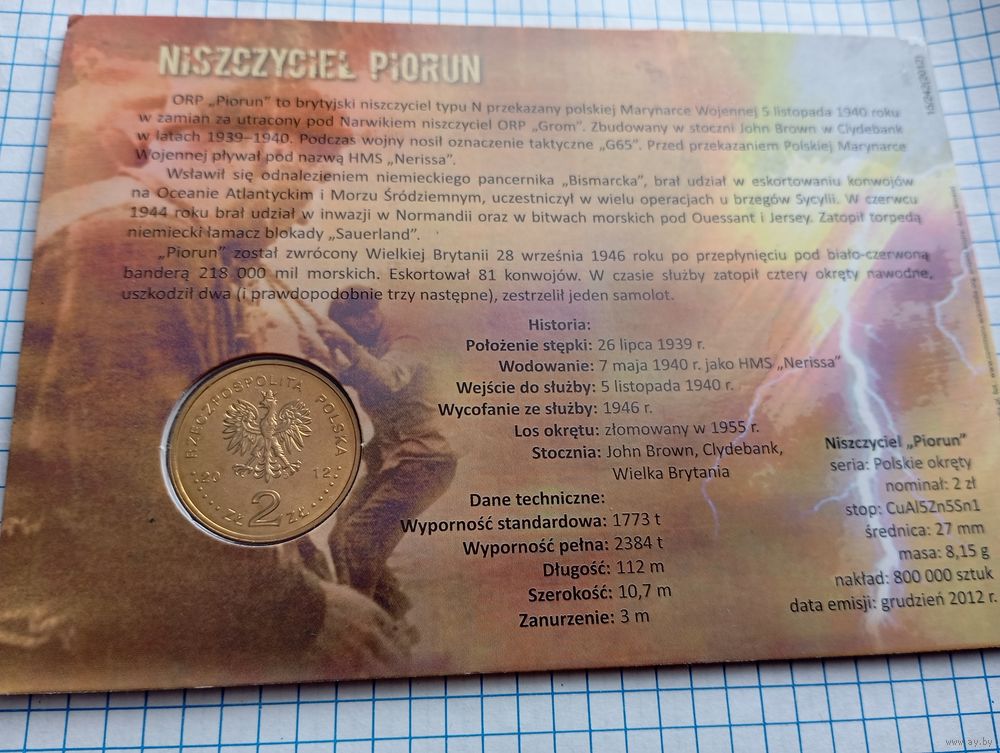 NISZCZYCIEL PIORUN
ORP „Piorun” to brytyjski niszczyciel typu N przekazany polskiej Marynarce Wojennej 5 listopada 1940 roku
w zamian za utracony pod Narwikiem niszczyciel ORP „Grom”. Zbudowany w stoczni John Brown w Clydebank
w latach 1939–1940. Podczas wojny nosił oznaczenie taktyczne „G65”. Przed przekazaniem Polskiej Marynarce
Wojennej pływał pod nazwą HMS „Nerissa”.
Wsławił się odnalezieniem niemieckiego pancernika „Bismarcka”, brał udział w eskortowaniu konwojów
na Oceanie Atlantyckim i Morzu Śródziemnym, uczestniczył w wielu operacjach u brzegów Sycylii. W czerwcu
1944 roku brał udział w inwazji w Normandii oraz w bitwach morskich pod Ouessant i Jersey. Zatopił torpedą
niemiecki łamacz blokady „Sauerland”.
„Piorun” został zwrócony Wielkiej Brytanii 28 września 1946 roku po przepłynięciu pod biało-czerwoną
banderą 218 000 mil morskich. Eskortował 81 konwojów. W czasie służby zatopił cztery okręty nawodne,
uszkodził dwa (i prawdopodobnie trzy następne), zestrzelił jeden samolot.
Historia:
Położenie stępki: 26 lipca 1939 r.
Wodowanie: 7 maja 1940 r. jako HMS „Nerissa”
Wejście do służby: 5 listopada 1940 r.
Wycofanie ze służby: 1946 r.
Los okrętu: złomowany w 1955 r.
Stocznia: John Brown, Clydebank,
Wielka Brytania
Dane techniczne:
Wyporność standardowa: 1773 t
Wyporność pełna: 2384 t
Długość: 112 m
Szerokość: 10,7 m
Zanurzenie: 3 m
Niszczyciel „Piorun”
seria: Polskie okręty
nominał: 2 zł
stop: CuAl5Zn5Sn1
średnica: 27 mm
masa: 8,15 g
nakład: 800 000 sztuk
data emisji: grudzień 2012 r.
RZECZPOSPOLITA POLSKA
20 12
ZŁ 2 ZŁ
www.ay.by